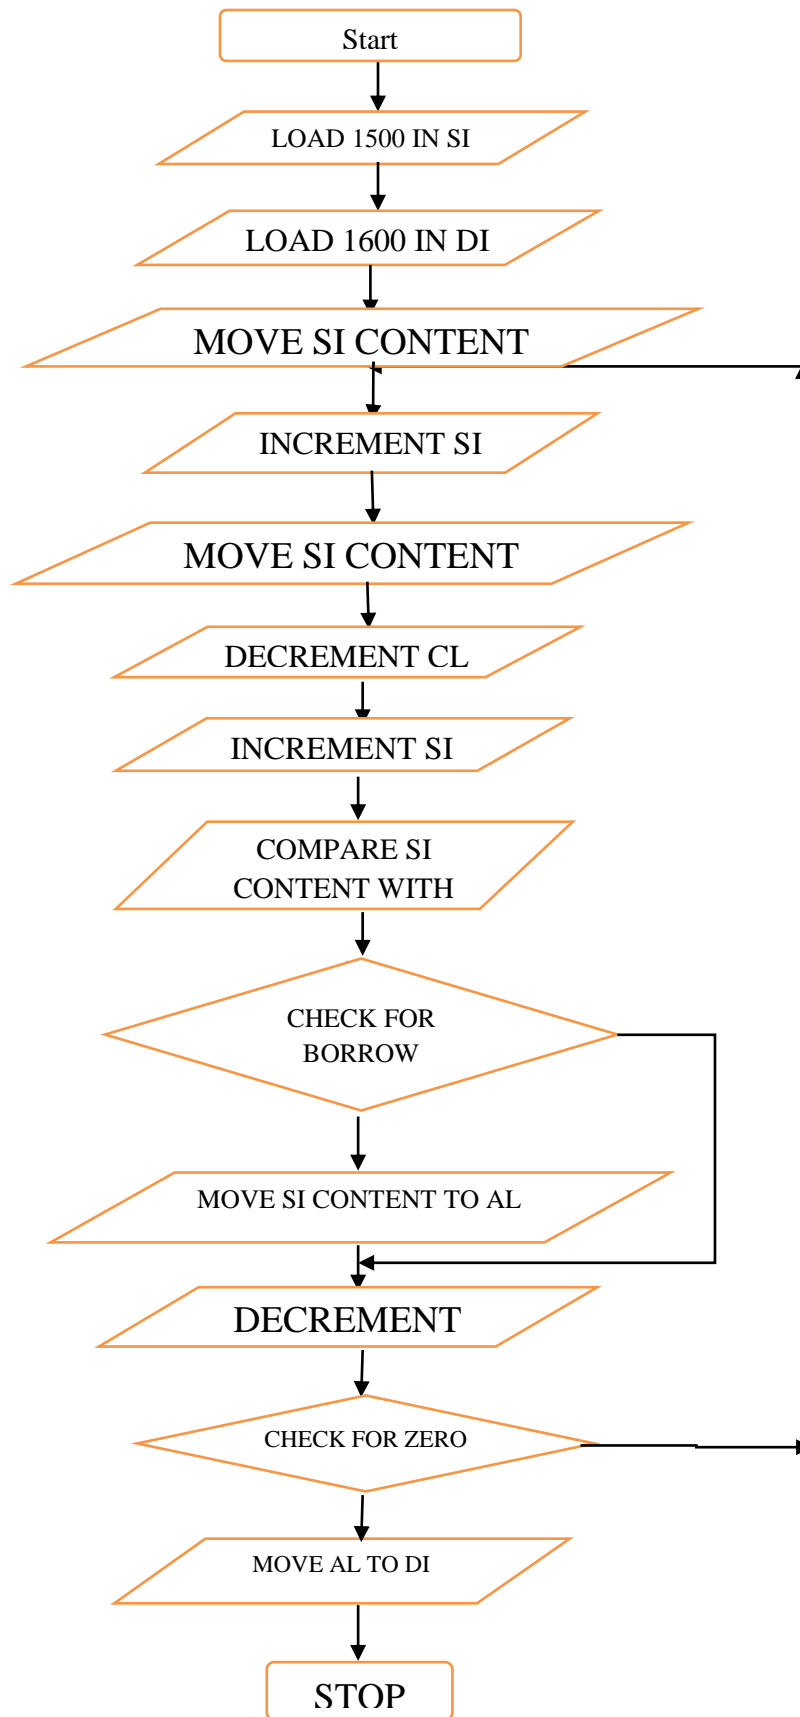 Start
LOAD 1500 IN SI
LOAD 1600 IN DI
MOVE SI CONTENT
INCREMENT SI
MOVE SI CONTENT
DECREMENT CL
INCREMENT SI
COMPARE SI
CONTENT WITH
CHECK FOR
BORROW
MOVE SI CONTENT TO AL
DECREMENT
CHECK FOR ZERO
MOVE AL TO DI
STOP